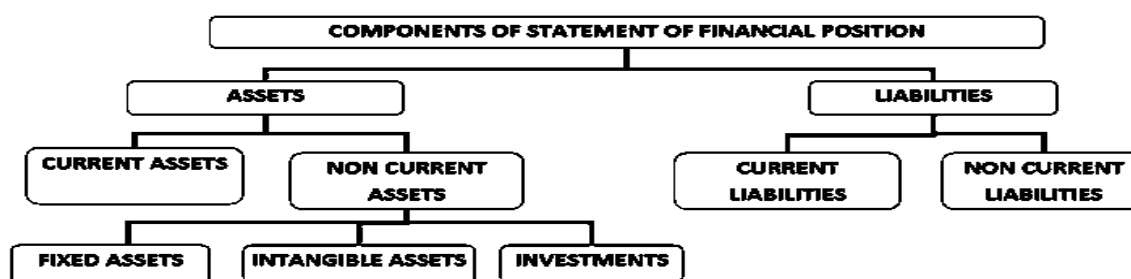 COMPONENTS OF STATEMENT OF FINANCIAL POSITION
ASSETS
LIABILITIES
CURRENT ASSETS
NON CURRENT
ASSETS
CURRENT
LIABILITIES
NON CURRENT
LIABILITIES
FIXED ASSETS
INTANGIBLE ASSETS
INVESTMENTS